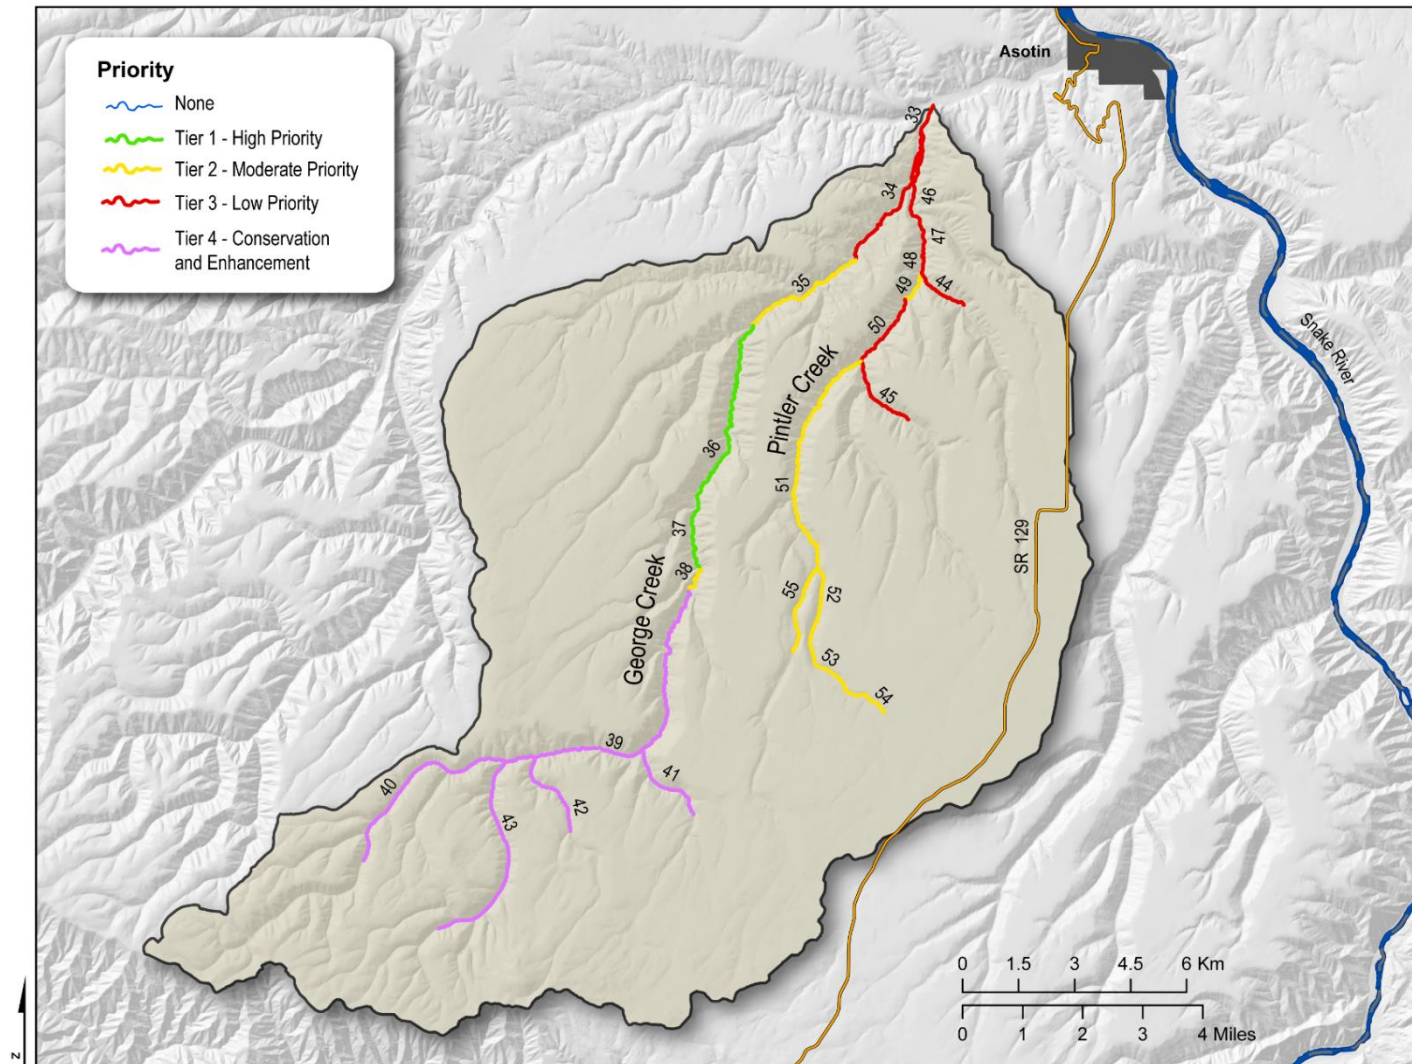 Priority
None
Tier 1 - High Priority
Tier 2 - Moderate Priority
Tier 3 - Low Priority
Tier 4 - Conservation
and Enhancement
Asotin
33
34
46
47
48
44
49
35
50
Snake River
Pintler Creek
45
36
51
37
SR 129
38
55
52
George Creek
53
54
39
41
40
42
43
0 1.5 3 4.5 6 Km
0 1 2 3 4 Miles
N